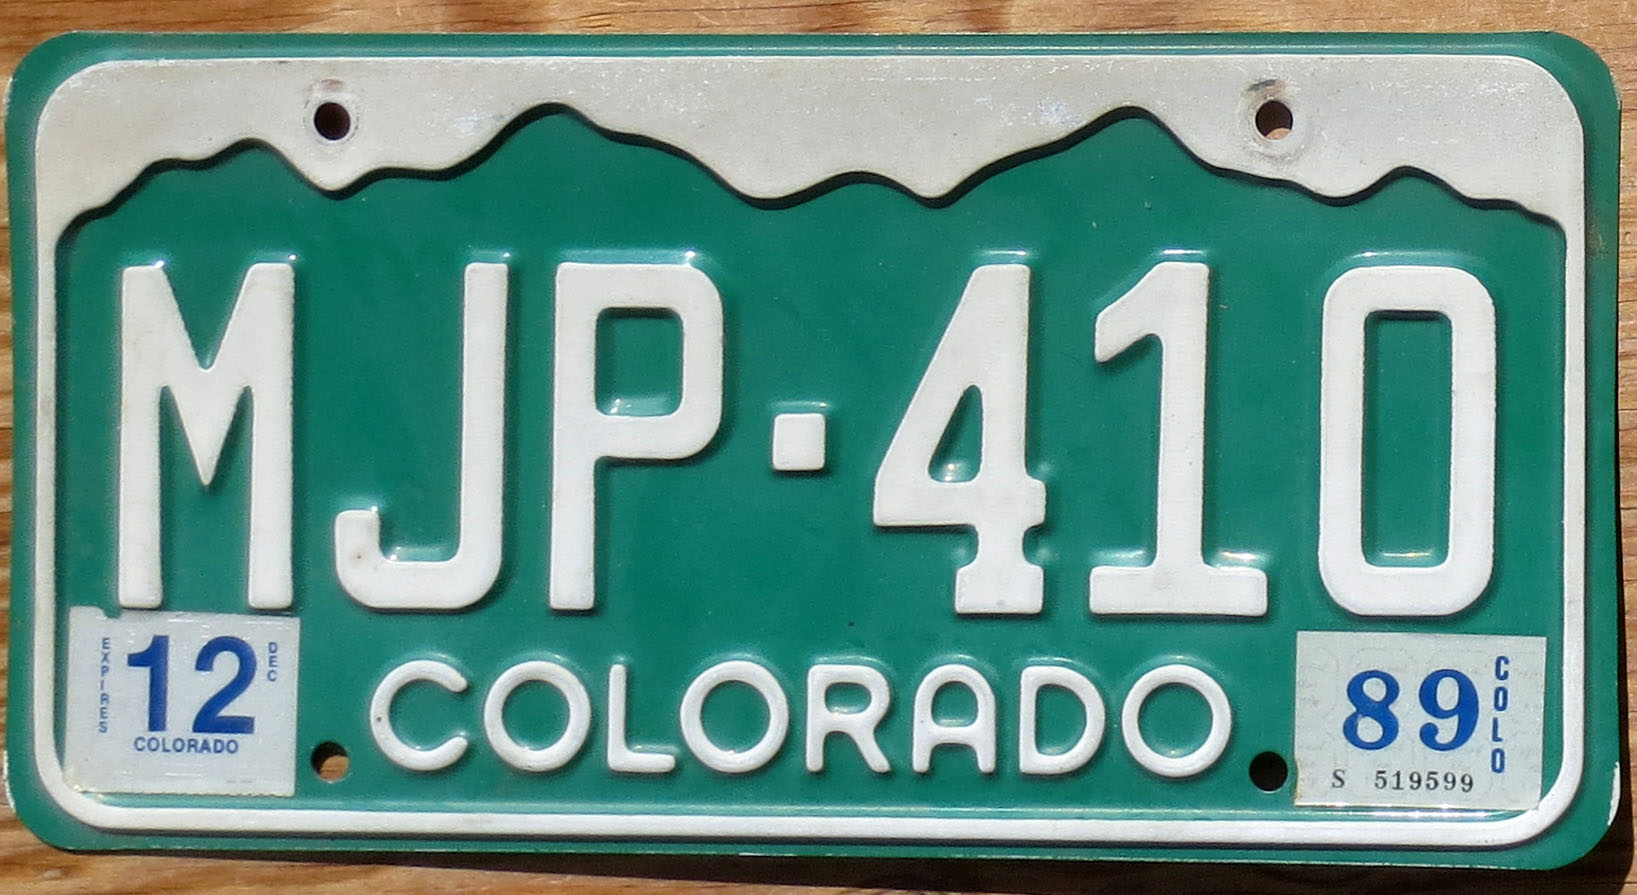 MJP·410
EXPIRES 12 DEC
COLORADO
COLORADO
89 COLO
S 519599